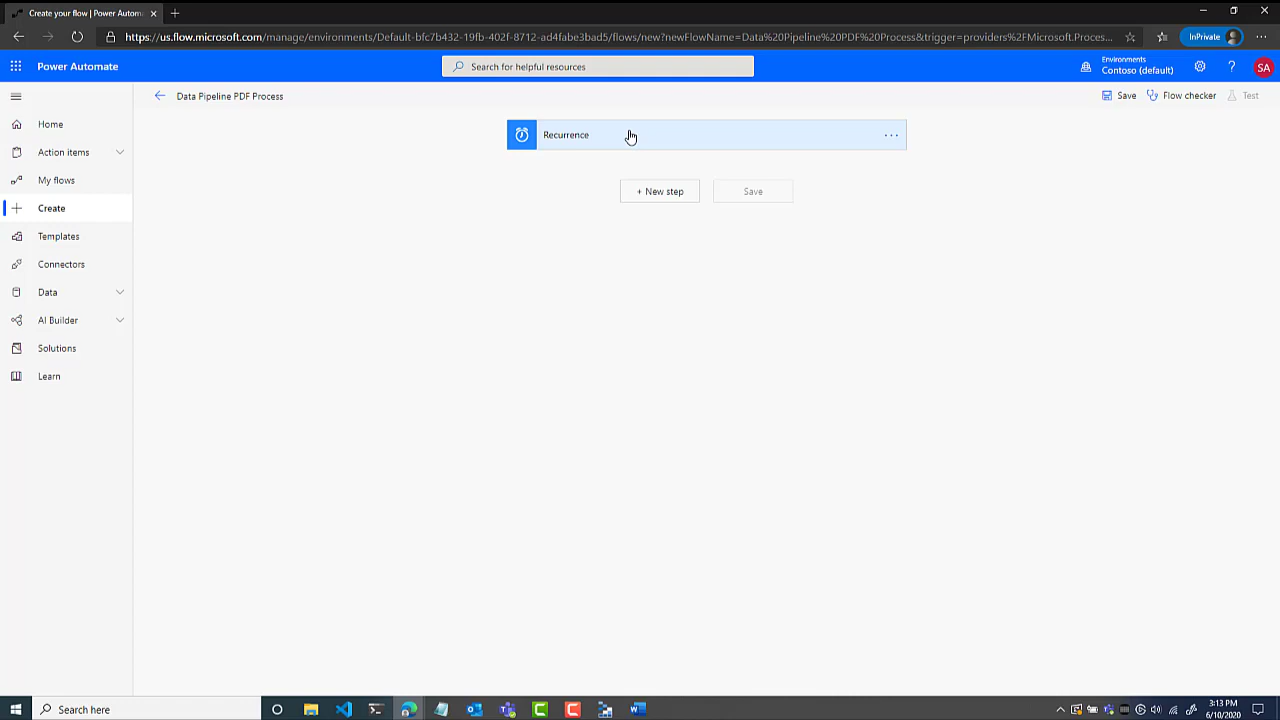 Create your flow | Power Automa
https://us.flow.microsoft.com/manage/environments/Default-bfc7b432-19fb-402f-8712-ad4fabe3bad5/flows/new?newFlowName=Data%20Pipeline%20PDF%20Process&trigger=providers%2FMicrosoft.Proces...
InPrivate
Power Automate
Search for helpful resources
Environments
Contoso (default)
SA
Data Pipeline PDF Process
Save
Flow checker
Test
Home
Action items
My flows
Create
Templates
Connectors
Data
AI Builder
Solutions
Learn
Recurrence
...
+ New step
Save
Search here
3:13 PM
6/10/2020